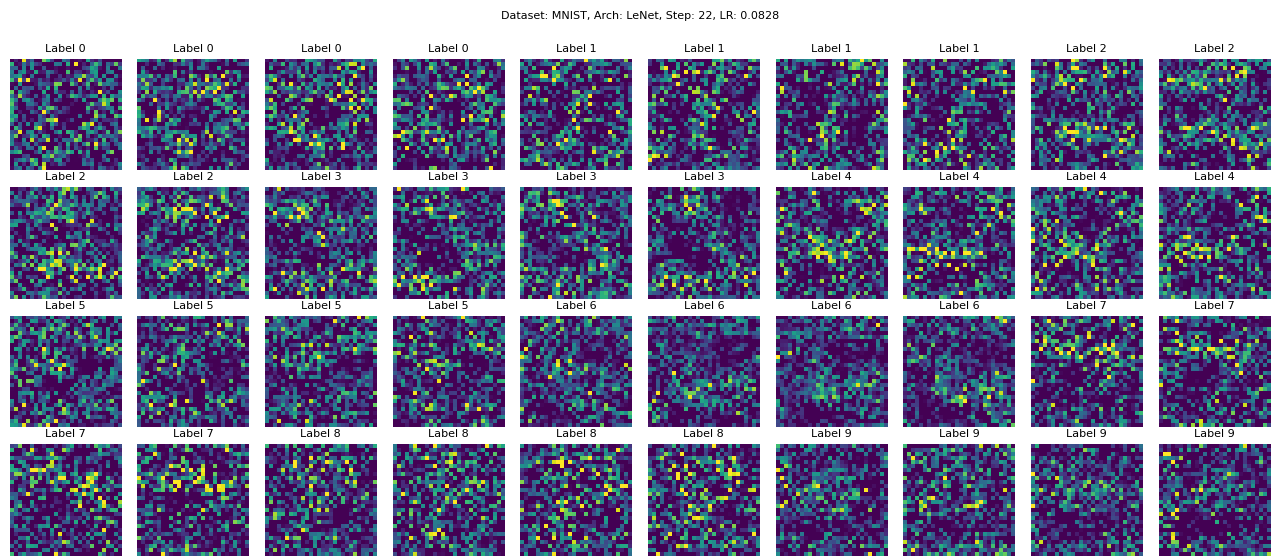 Dataset: MNIST, Arch: LeNet, Step: 22, LR: 0.0828
Label 0 Label 0 Label 0 Label 0 Label 1 Label 1 Label 1 Label 1 Label 2 Label 2
Label 2 Label 2 Label 3 Label 3 Label 3 Label 3 Label 4 Label 4 Label 4 Label 4
Label 5 Label 5 Label 5 Label 5 Label 6 Label 6 Label 6 Label 6 Label 7 Label 7
Label 7 Label 7 Label 8 Label 8 Label 8 Label 8 Label 9 Label 9 Label 9 Label 9